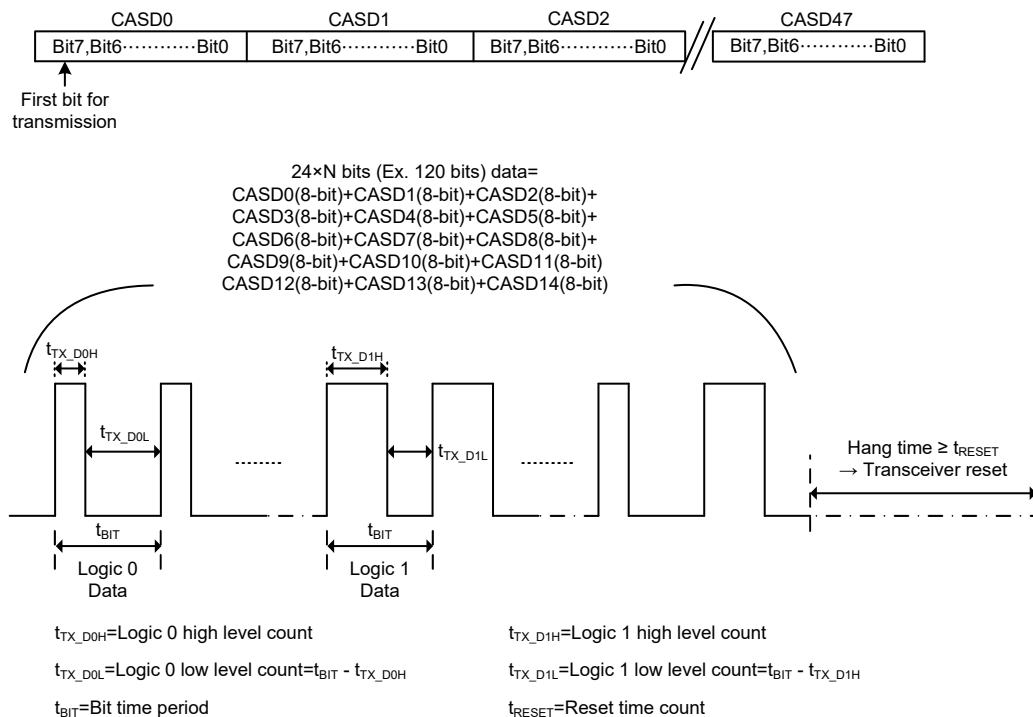 CASD0 CASD1 CASD2 CASD47
Bit7,Bit6············Bit0 Bit7,Bit6············Bit0 Bit7,Bit6············Bit0 Bit7,Bit6············Bit0
First bit for
transmission
24×N bits (Ex. 120 bits) data=
CASD0(8-bit)+CASD1(8-bit)+CASD2(8-bit)+
CASD3(8-bit)+CASD4(8-bit)+CASD5(8-bit)+
CASD6(8-bit)+CASD7(8-bit)+CASD8(8-bit)+
CASD9(8-bit)+CASD10(8-bit)+CASD11(8-bit)
CASD12(8-bit)+CASD13(8-bit)+CASD14(8-bit)
tTX_D0H tTX_D1H
tTX_D0L tTX_D1L
Hang time ≥ tRESET
→ Transceiver reset
tBIT tBIT
Logic 0 Logic 1
Data Data
tTX_D0H=Logic 0 high level count tTX_D1H=Logic 1 high level count
tTX_D0L=Logic 0 low level count=tBIT - tTX_D0H tTX_D1L=Logic 1 low level count=tBIT - tTX_D1H
tBIT=Bit time period tRESET=Reset time count